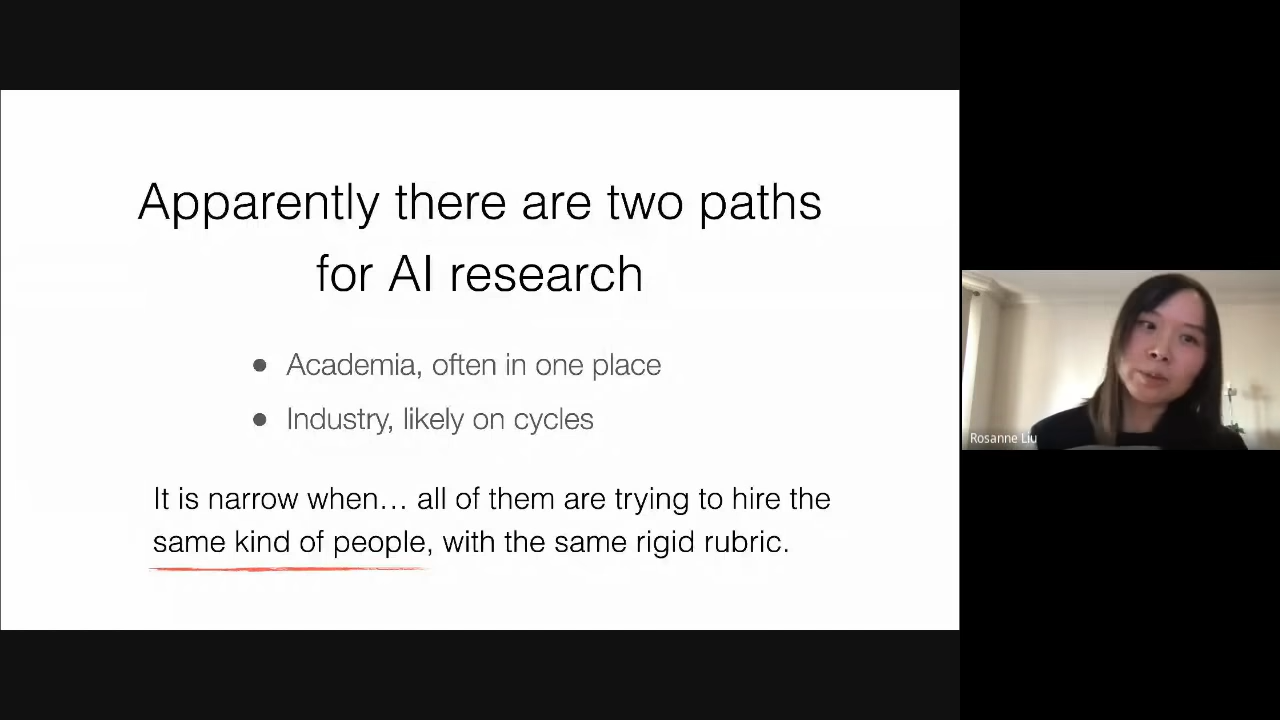 Apparently there are two paths
for AI research
● Academia, often in one place
● Industry, likely on cycles
It is narrow when… all of them are trying to hire the
same kind of people, with the same rigid rubric.
Rosanne Liu